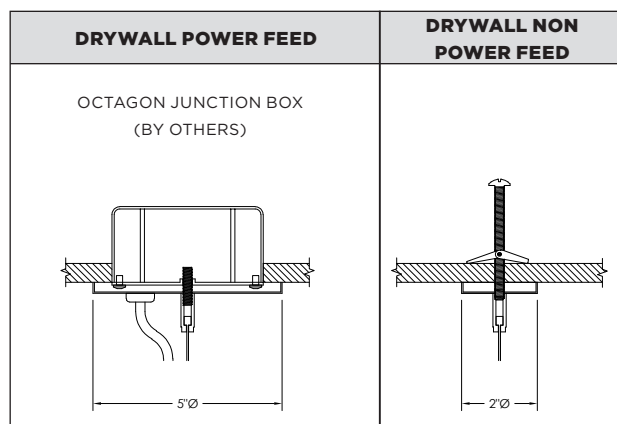 DRYWALL POWER FEED
DRYWALL NON
POWER FEED
OCTAGON JUNCTION BOX
(BY OTHERS)
5"Ø
2"Ø